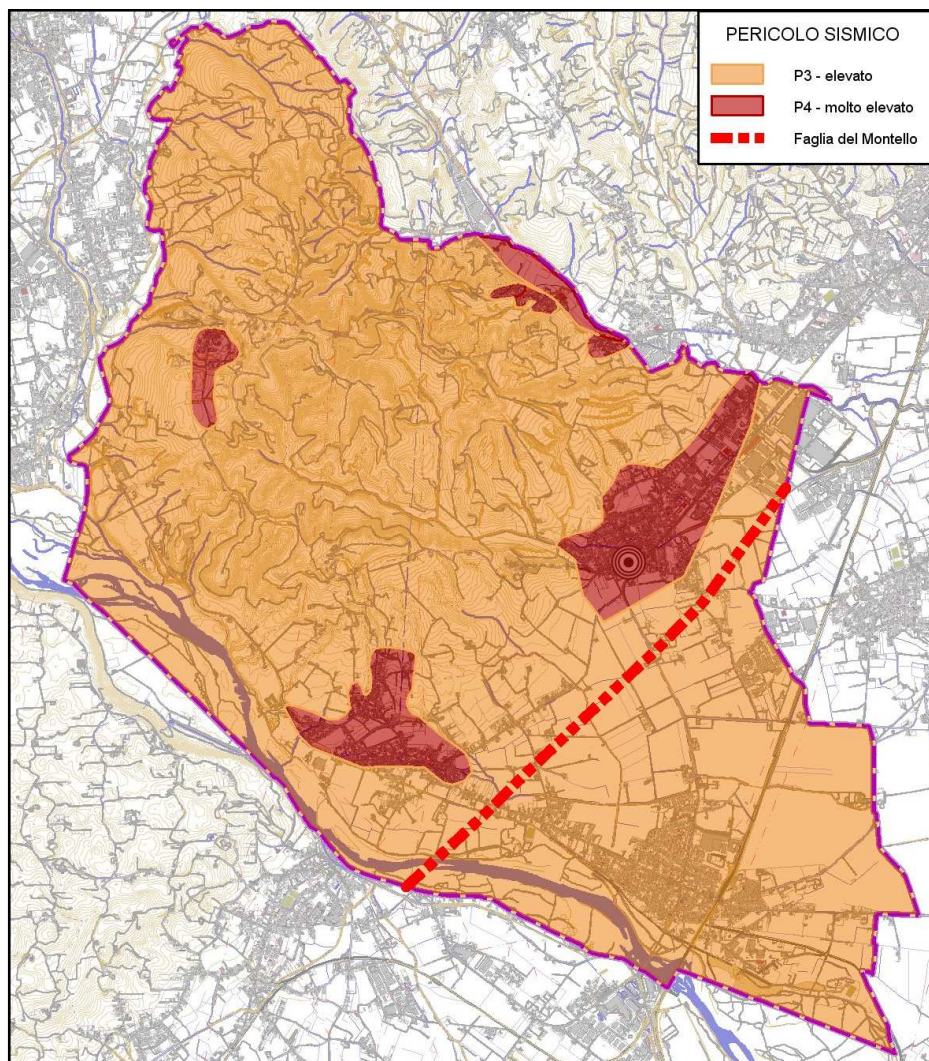 PERICOLO SISMICO
P3 - elevato
P4 - molto elevato
Faglia del Montello